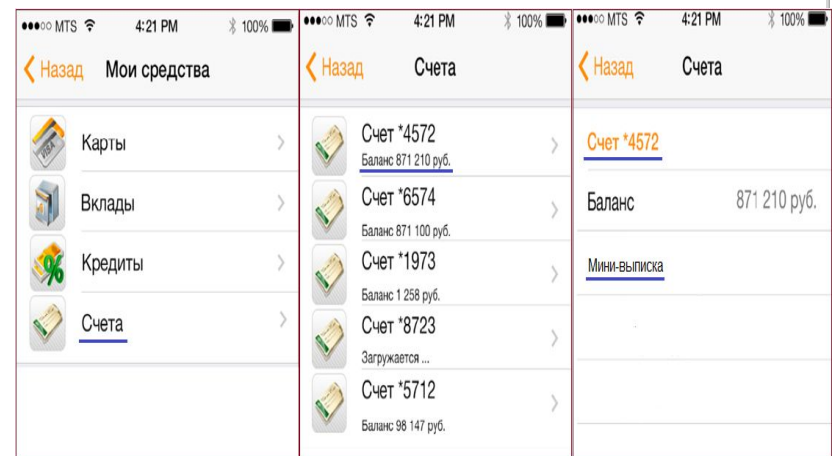 MTS 4:21 PM 100%
Назад Мои средства
Карты
Вклады
Кредиты
Счета
MTS 4:21 PM 100%
Назад Счета
Счет *4572
Баланс 871 210 руб.
Счет *6574
Баланс 871 100 руб.
Счет *1973
Баланс 1 258 руб.
Счет *8723
Загружается ...
Счет *5712
Баланс 98 147 руб.
MTS 4:21 PM 100%
Назад Счета
Счет *4572
Баланс 871 210 руб.
Мини-выписка